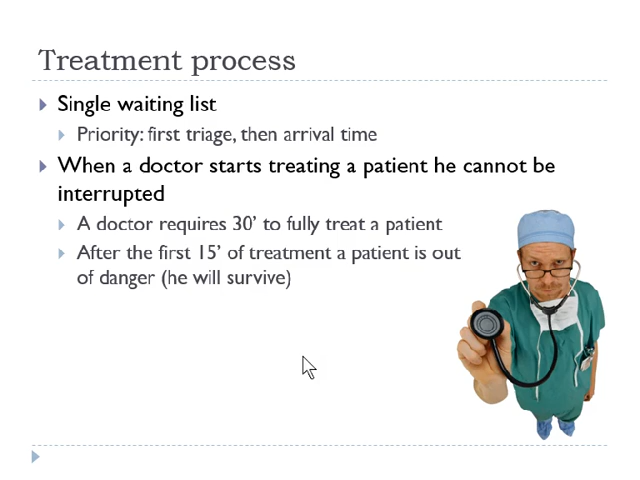 Treatment process
Single waiting list
Priority: first triage, then arrival time
When a doctor starts treating a patient he cannot be
interrupted
A doctor requires 30’ to fully treat a patient
After the first 15’ of treatment a patient is out
of danger (he will survive)